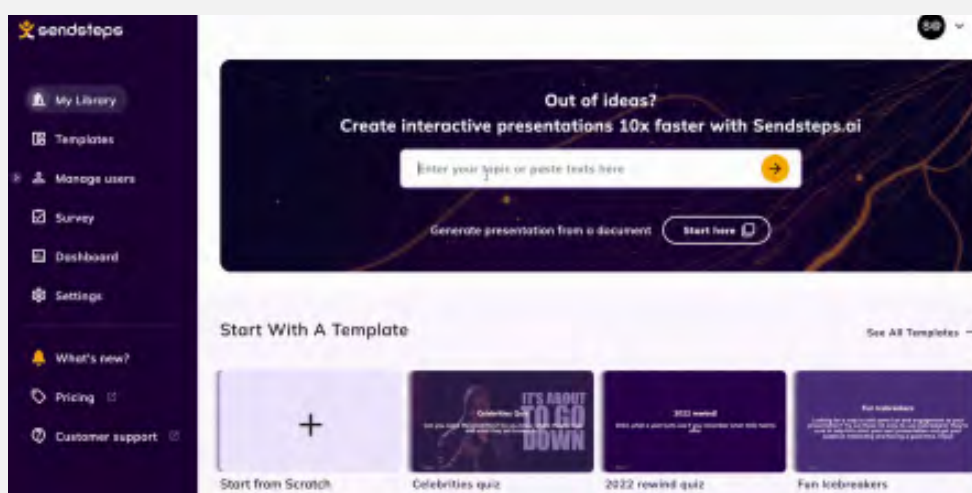 sendsteps
S@
My Library
Templates
Manage users
Survey
Dashboard
Settings
What's new?
Pricing
Customer support
Out of ideas?
Create interactive presentations 10x faster with Sendsteps.ai
Enter your topic or paste texts here
Generate presentation from a document
Start here
Start With A Template
See All Templates
Celebrities Quiz
IT'S ABOUT
TO GO
DOWN
2022 rewind
Fun Icebreakers
Start from Scratch
Celebrities quiz
2022 rewind quiz
Fun Icebreakers